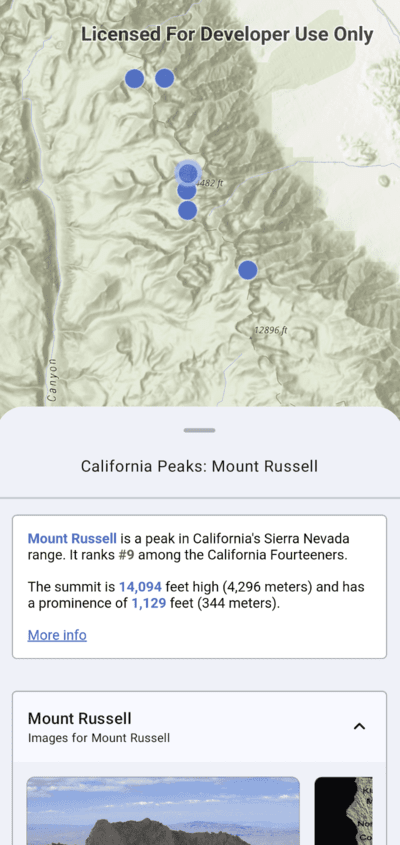 Licensed For Developer Use Only
12896 ft
Canyon
California Peaks: Mount Russell
Mount Russell is a peak in California's Sierra Nevada
range. It ranks #9 among the California Fourteeners.
The summit is 14,094 feet high (4,296 meters) and has
a prominence of 1,129 feet (344 meters).
More info
Mount Russell
Images for Mount Russell